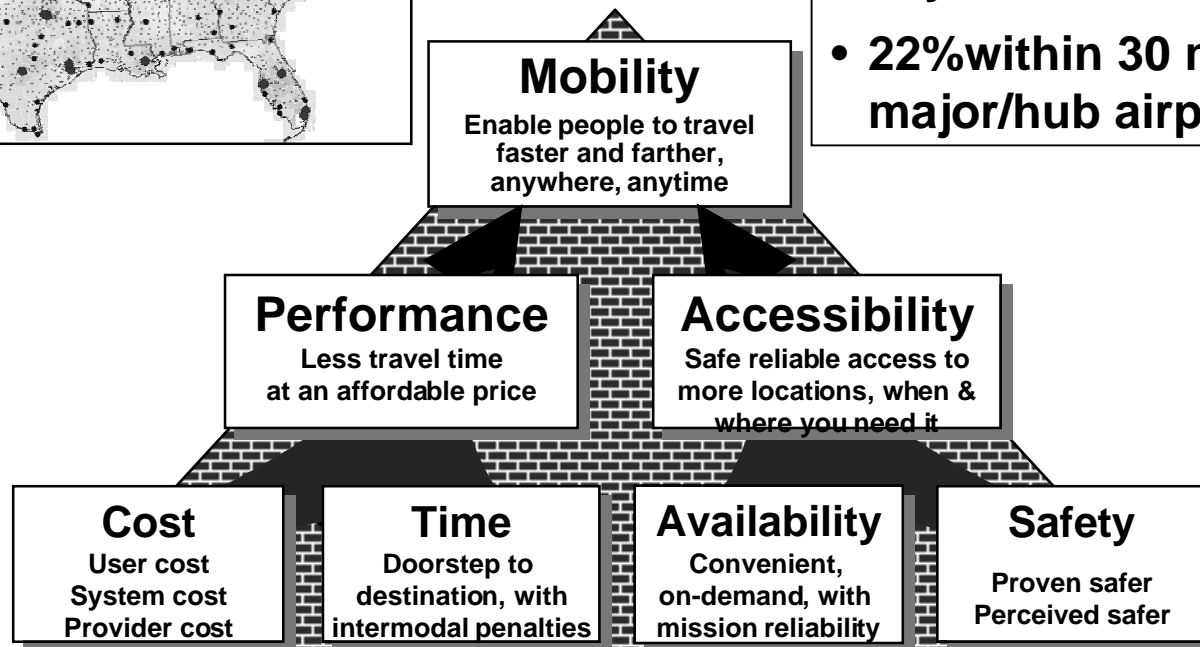 • 22%within 30
major/hub
Mobility
Enable people to travel
faster and farther,
anywhere, anytime
Performance
Less travel time
at an affordable price
Accessibility
Safe reliable access to
more locations, when &
where you need it
Cost
User cost
System cost
Provider cost
Time
Doorstep to
destination, with
intermodal penalties
Availability
Convenient,
on-demand, with
mission reliability
Safety
Proven safer
Perceived safer